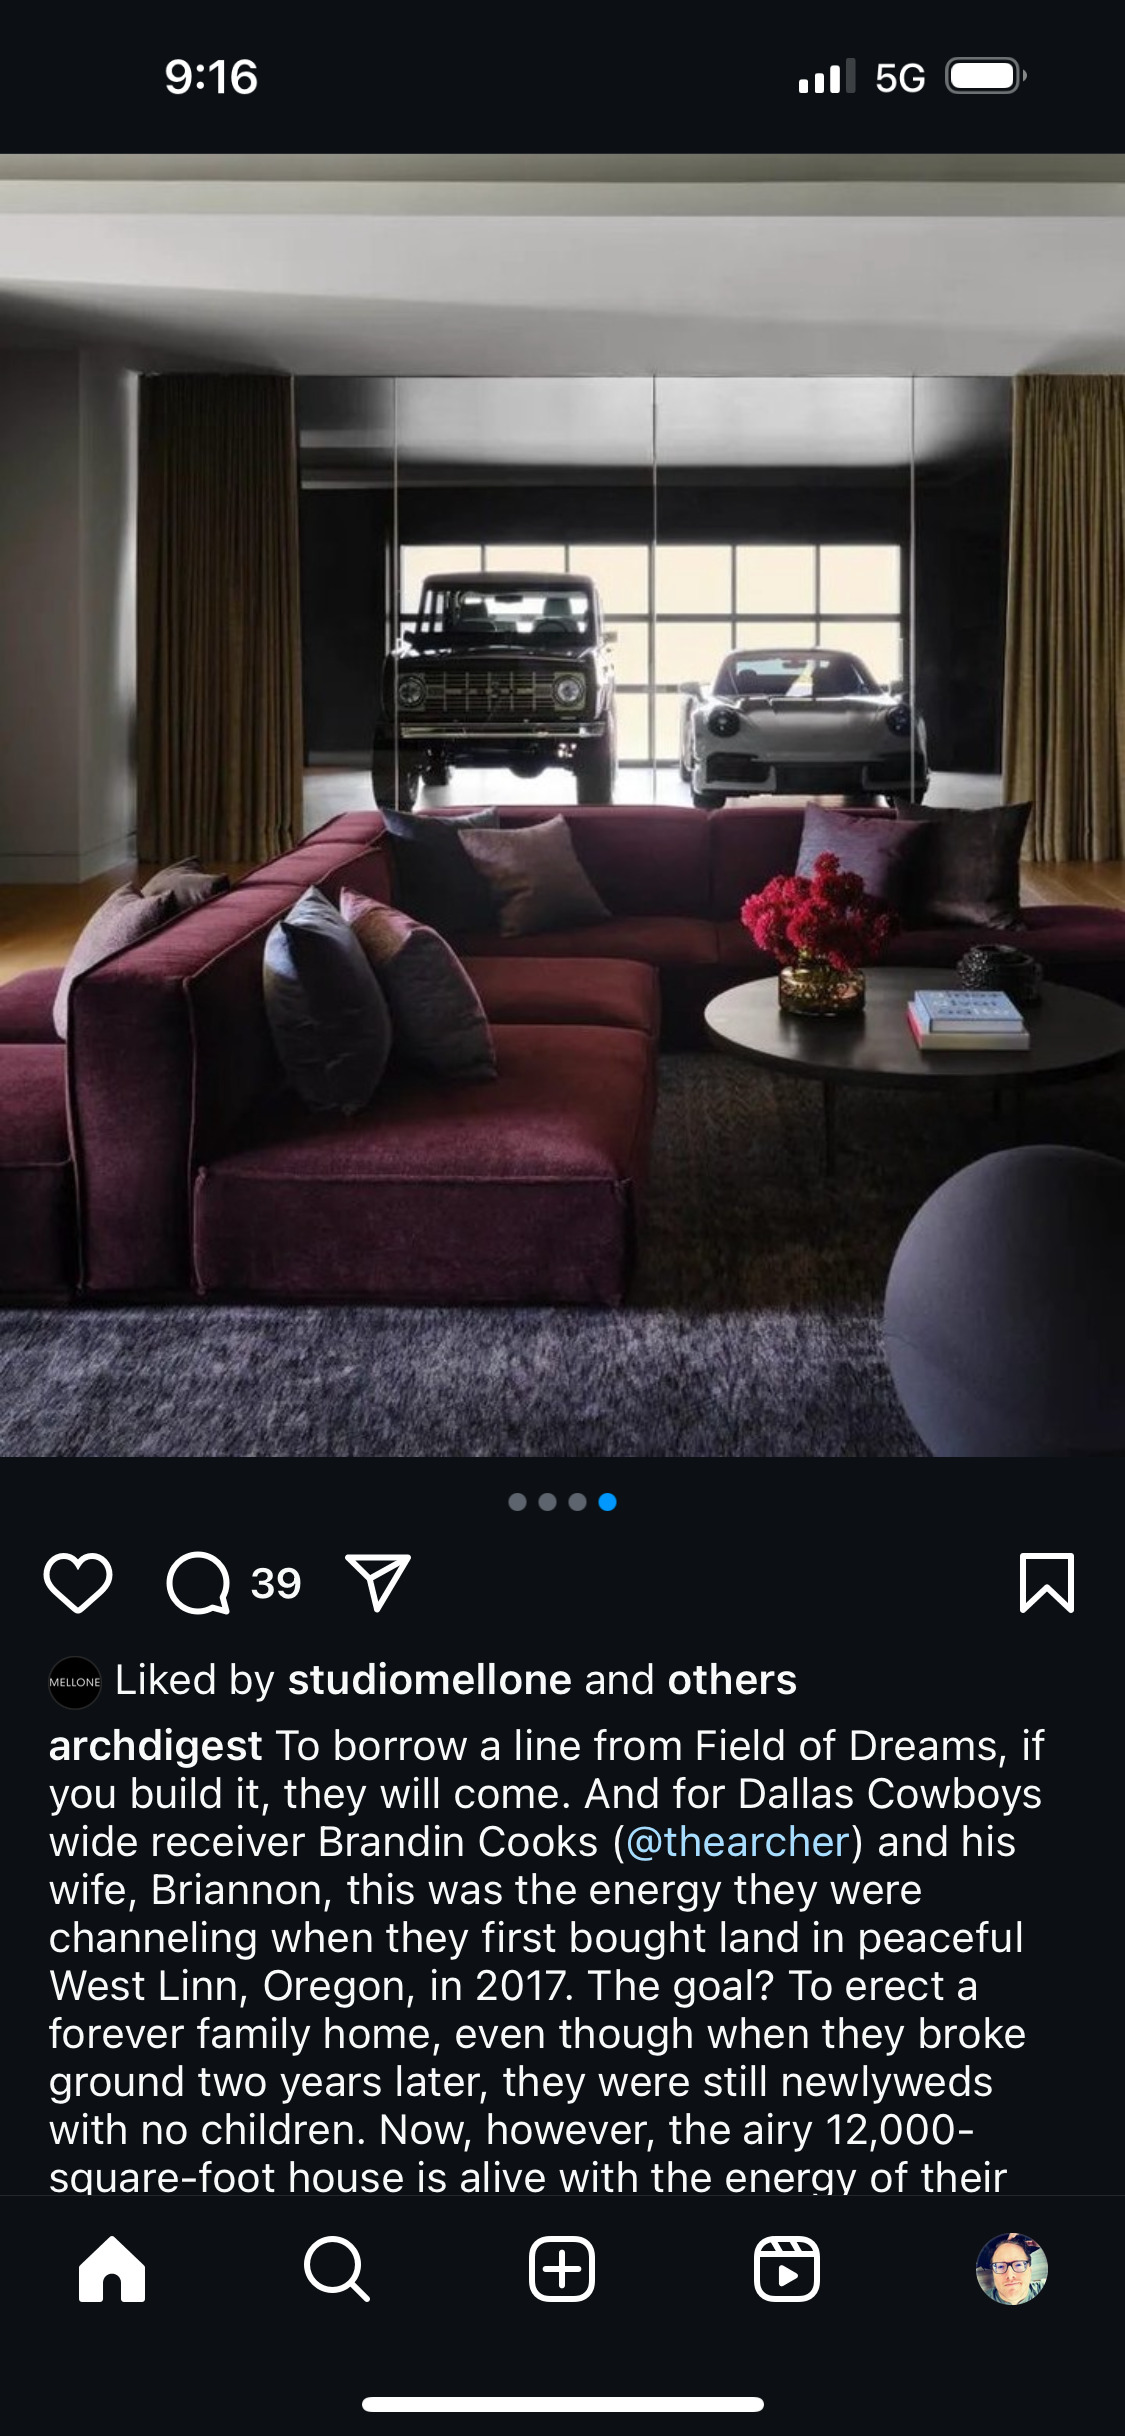 9:16
5G
39
MELLONE
Liked by studiomellone and others
archdigest To borrow a line from Field of Dreams, if
you build it, they will come. And for Dallas Cowboys
wide receiver Brandin Cooks (@thearcher) and his
wife, Briannon, this was the energy they were
channeling when they first bought land in peaceful
West Linn, Oregon, in 2017. The goal? To erect a
forever family home, even though when they broke
ground two years later, they were still newlyweds
with no children. Now, however, the airy 12,000-
square-foot house is alive with the energy of their